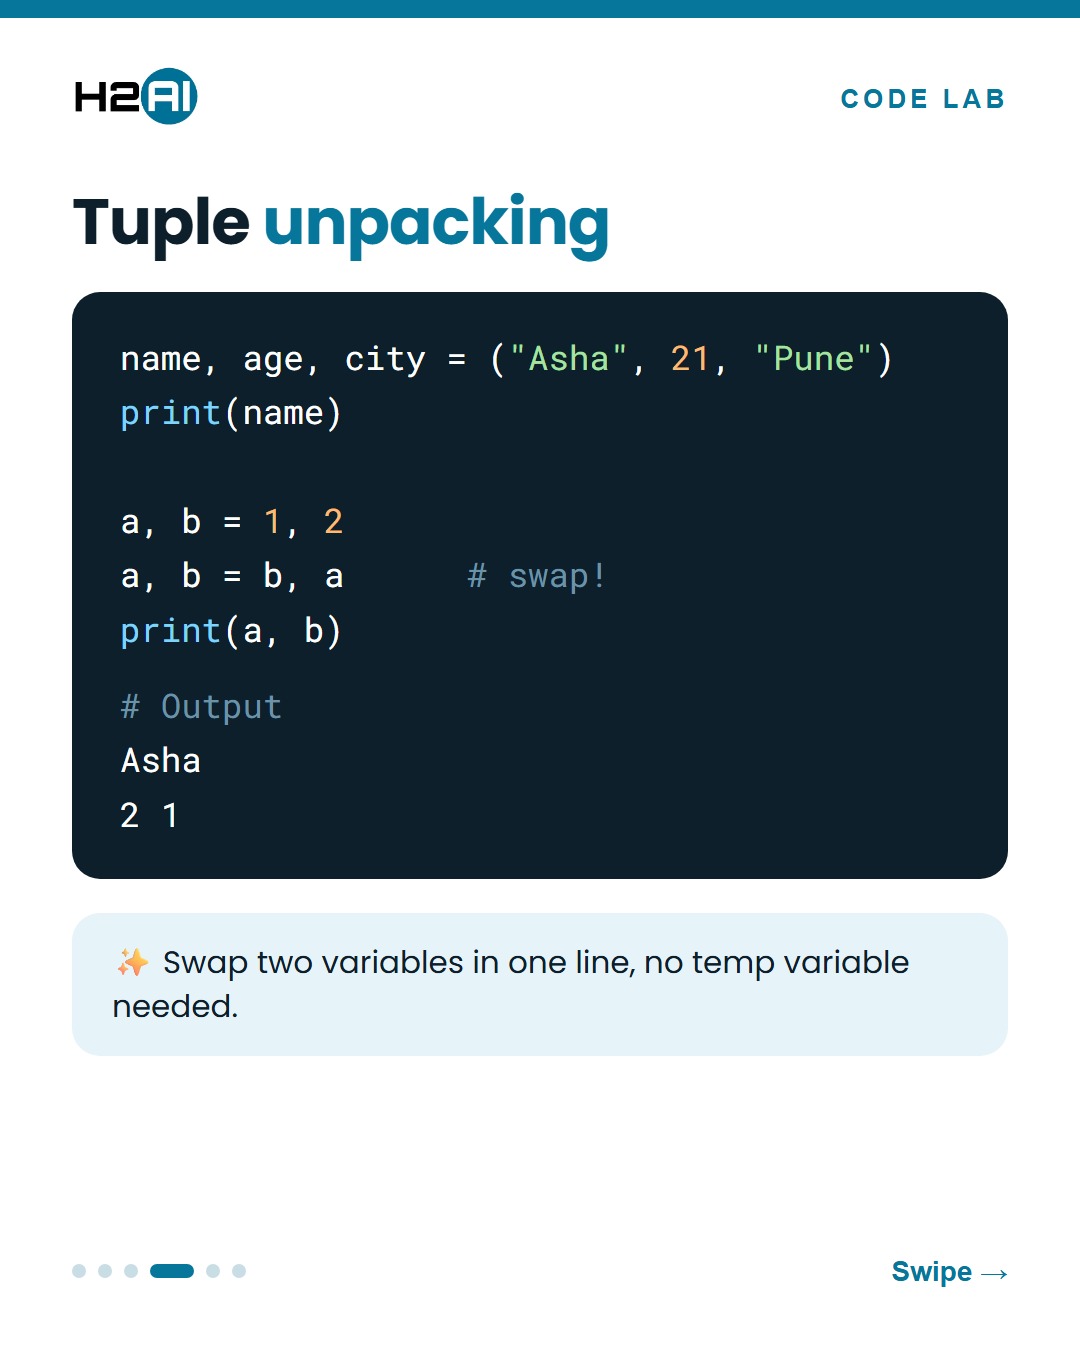 H2AI
CODE LAB
Tuple unpacking
name, age, city = ("Asha", 21, "Pune")
print(name)
a, b = 1, 2
a, b = b, a      # swap!
print(a, b)
# Output
Asha
2 1
✨ Swap two variables in one line, no temp variable
needed.
Swipe →